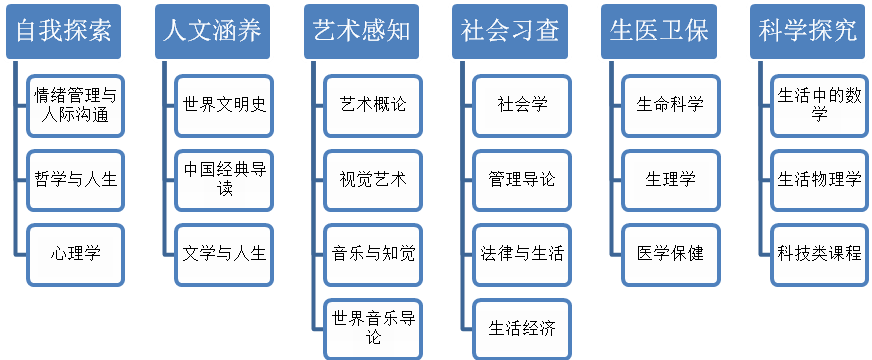 自我探索
情绪管理与
人际沟通
哲学与人生
心理学
人文涵养
世界文明史
中国经典导
读
文学与人生
艺术感知
艺术概论
视觉艺术
音乐与知觉
世界音乐导
论
社会习查
社会学
管理导论
法律与生活
生活经济
生医卫保
生命科学
生理学
医学保健
科学探究
生活中的数
学
生活物理学
科技类课程